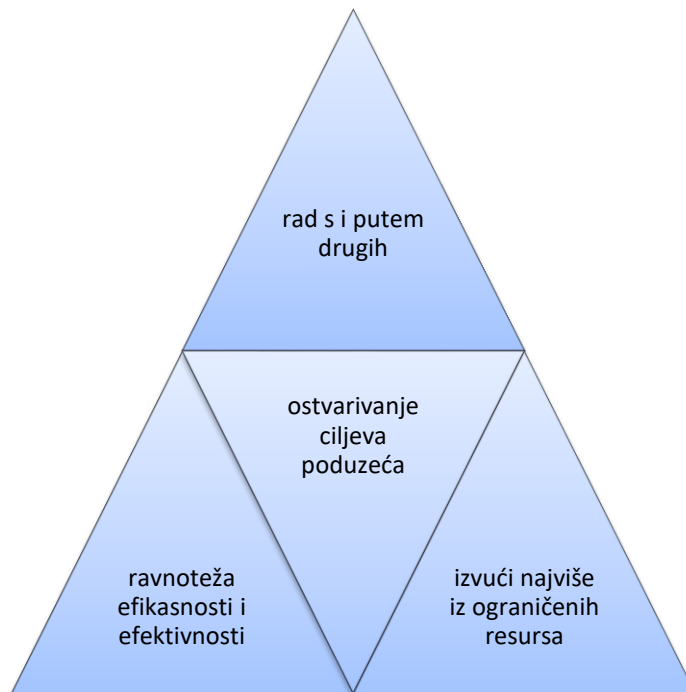 rad s i putem
drugih
ostvarivanje
ciljeva
poduzeća
ravnoteža
efikasnosti i
efektivnosti
izvući najviše
iz ograničenih
resursa